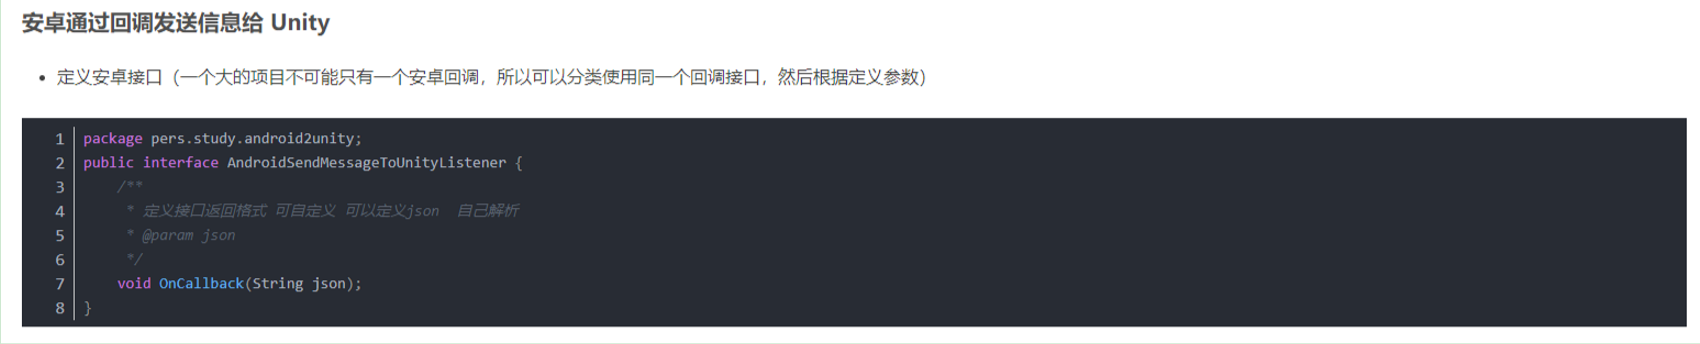 安卓通过回调发送信息给 Unity
• 定义安卓接口（一个大的项目不可能只有一个安卓回调，所以可以分类使用同一个回调接口，然后根据定义参数）
1 package pers.study.android2unity;
2 public interface AndroidSendMessageToUnityListener {
3     /**
4      * 定义接口返回格式 可自定义 可以定义json  自己解析
5      * @param json
6      */
7     void OnCallback(String json);
8 }